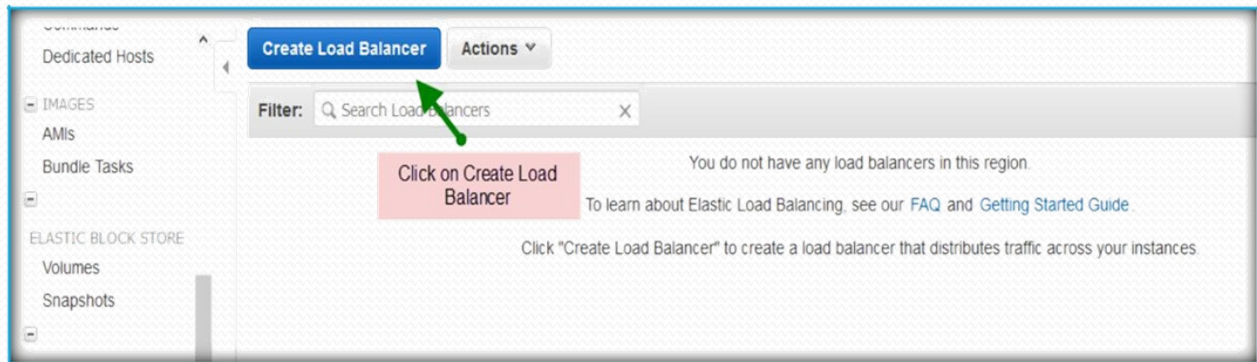 Dedicated Hosts
IMAGES
AMIs
Bundle Tasks
ELASTIC BLOCK STORE
Volumes
Snapshots
Create Load Balancer
Actions
Filter:
Search Load Balancers
Click on Create Load
Balancer
You do not have any load balancers in this region.
To learn about Elastic Load Balancing, see our FAQ and Getting Started Guide.
Click "Create Load Balancer" to create a load balancer that distributes traffic across your instances.